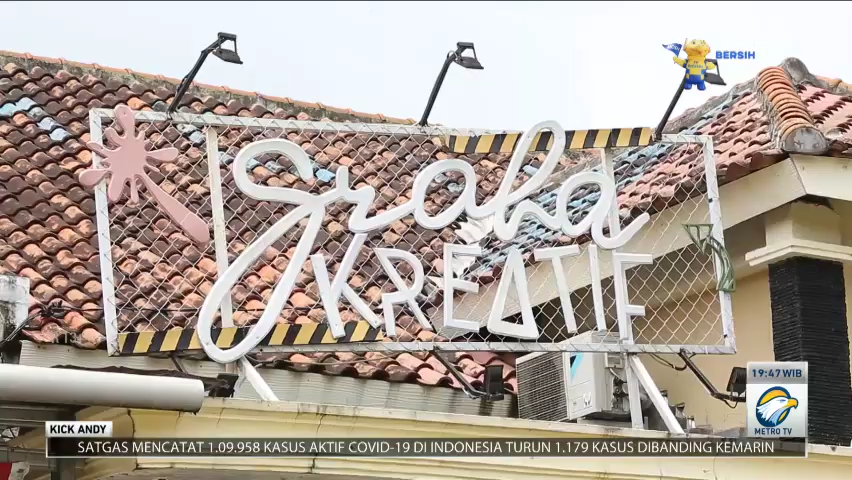 BERSIH
Graha
KREATIF
19:47 WIB
METRO TV
KICK ANDY
SATGAS MENCATAT 1.09.958 KASUS AKTIF COVID-19 DI INDONESIA TURUN 1.179 KASUS DIBANDING KEMARIN